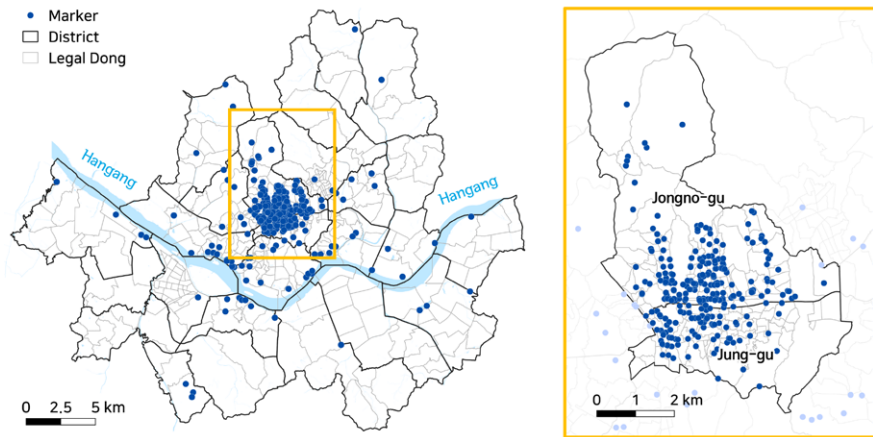 Marker
District
Legal Dong
Hangang
Hangang
0 2.5 5 km
Jongno-gu
Jung-gu
0 1 2 km